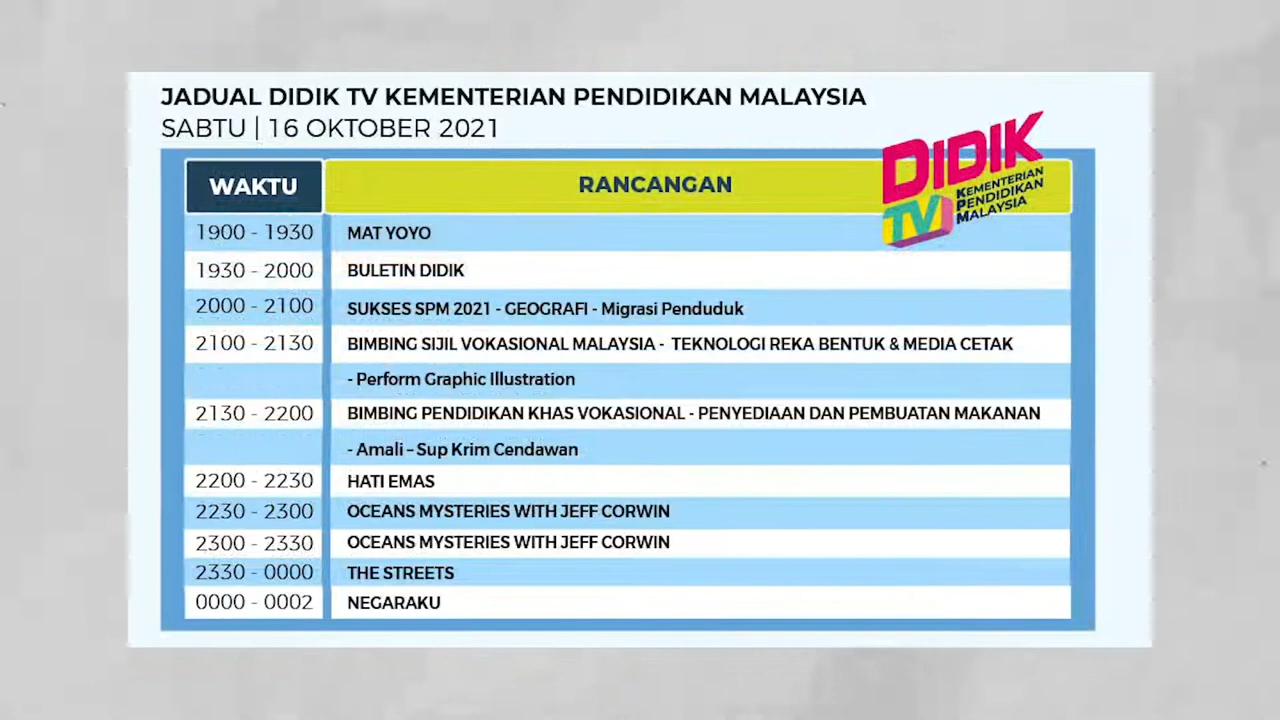 JADUAL DIDIK TV KEMENTERIAN PENDIDIKAN MALAYSIA
SABTU | 16 OKTOBER 2021
DIDIK
TV
KEMENTERIAN
PENDIDIKAN
MALAYSIA
WAKTU RANCANGAN
1900 - 1930 MAT YOYO
1930 - 2000 BULETIN DIDIK
2000 - 2100 SUKSES SPM 2021 - GEOGRAFI - Migrasi Penduduk
2100 - 2130 BIMBING SIJIL VOKASIONAL MALAYSIA - TEKNOLOGI REKA BENTUK & MEDIA CETAK
- Perform Graphic Illustration
2130 - 2200 BIMBING PENDIDIKAN KHAS VOKASIONAL - PENYEDIAAN DAN PEMBUATAN MAKANAN
- Amali – Sup Krim Cendawan
2200 - 2230 HATI EMAS
2230 - 2300 OCEANS MYSTERIES WITH JEFF CORWIN
2300 - 2330 OCEANS MYSTERIES WITH JEFF CORWIN
2330 - 0000 THE STREETS
0000 - 0002 NEGARAKU